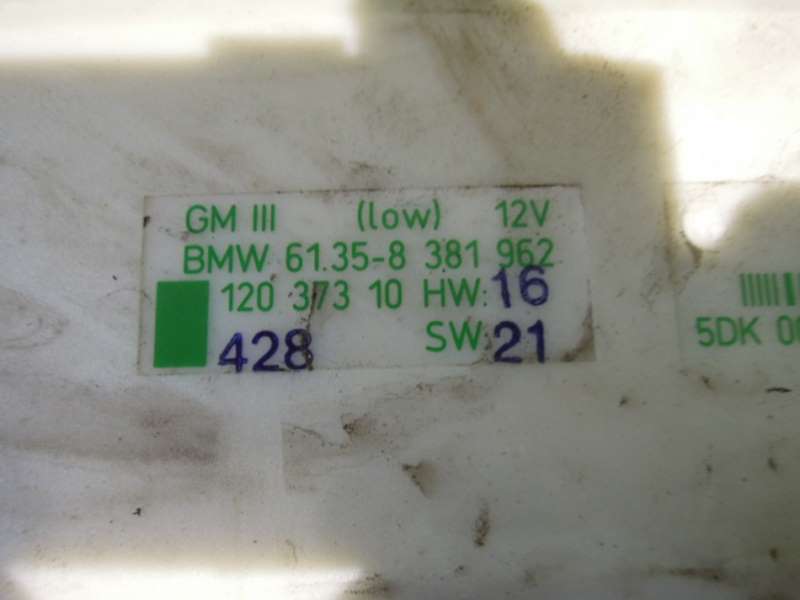 GM III (low) 12V
BMW 61.35-8 381 962
120 373 10 HW: 16
428 SW: 21
5DK